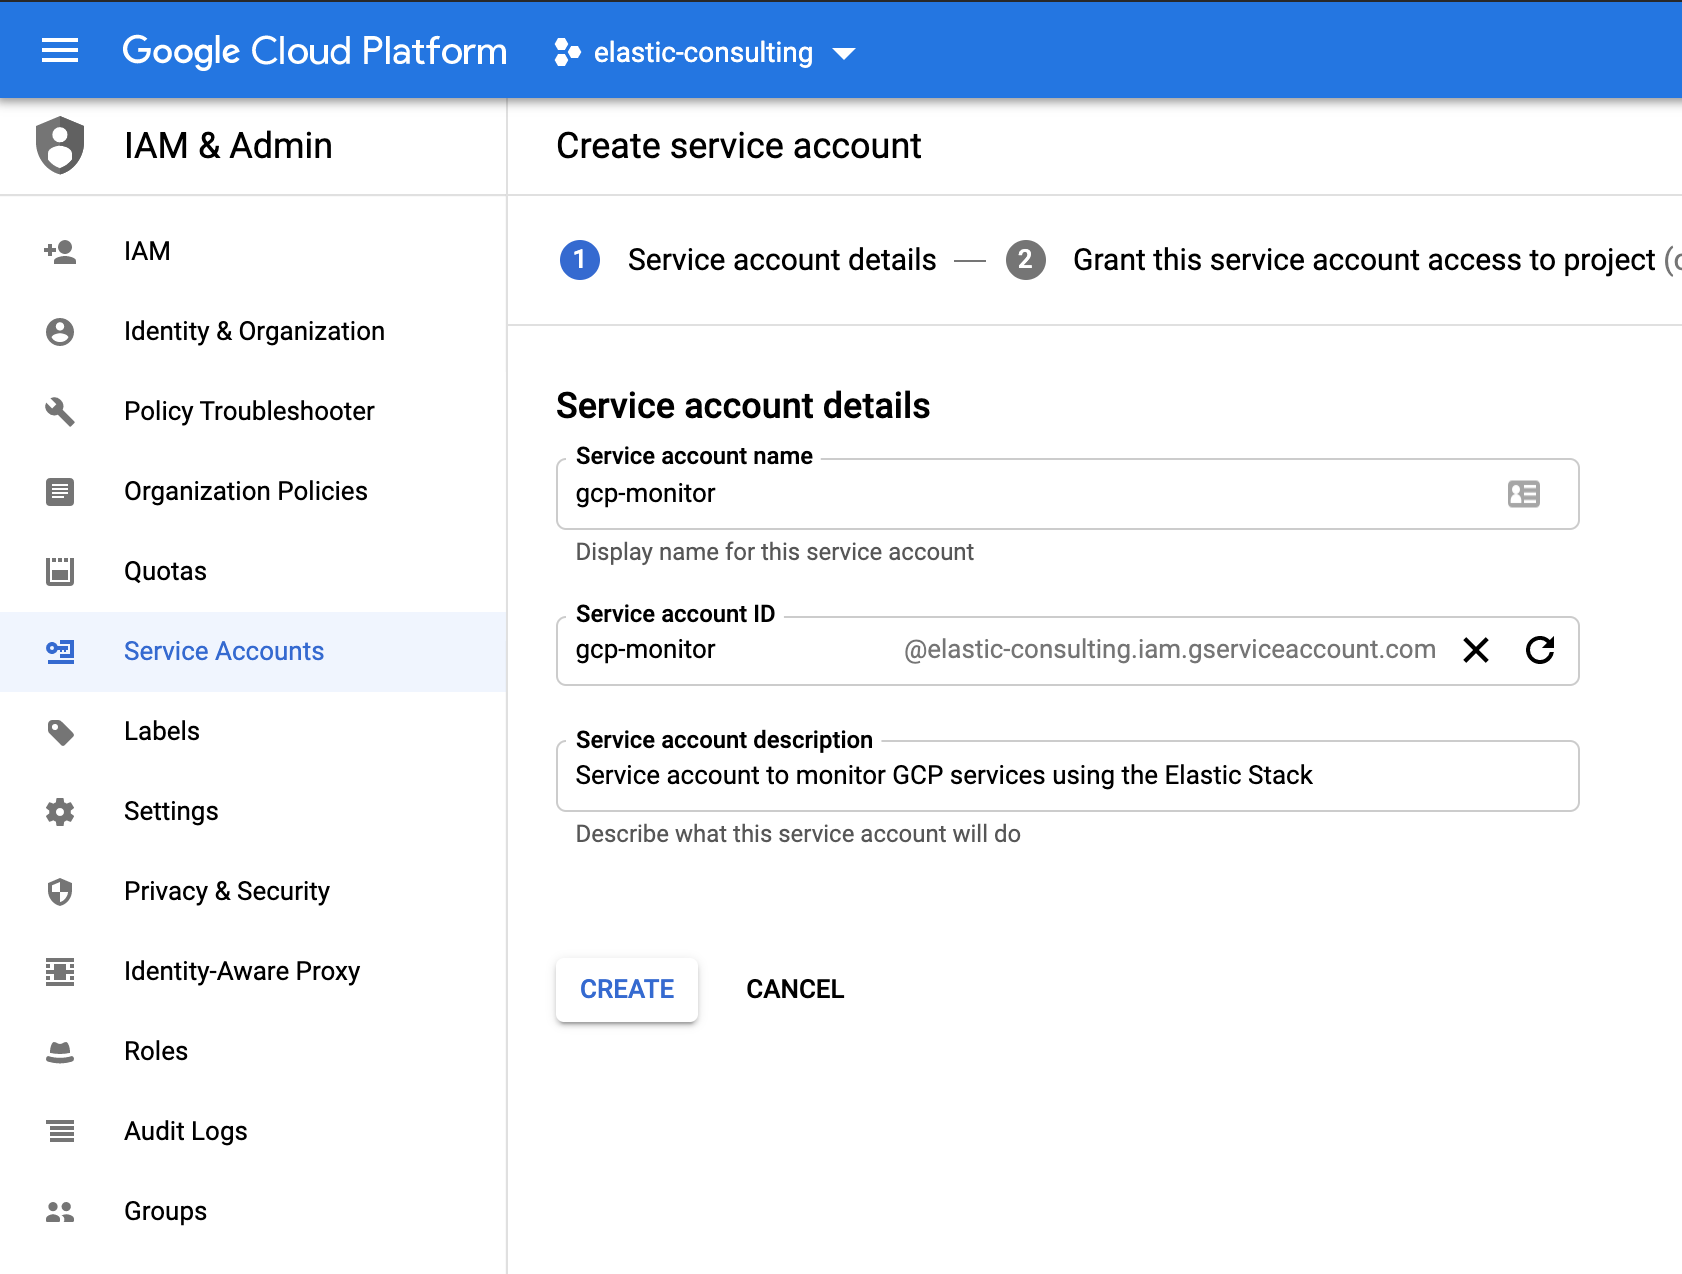 Google Cloud Platform elastic-consulting
IAM & Admin
Create service account
IAM
Identity & Organization
Policy Troubleshooter
Organization Policies
Quotas
Service Accounts
Labels
Settings
Privacy & Security
Identity-Aware Proxy
Roles
Audit Logs
Groups
1 Service account details — 2 Grant this service account access to project
Service account details
Service account name
gcp-monitor
Display name for this service account
Service account ID
gcp-monitor @elastic-consulting.iam.gserviceaccount.com
Service account description
Service account to monitor GCP services using the Elastic Stack
Describe what this service account will do
CREATE CANCEL